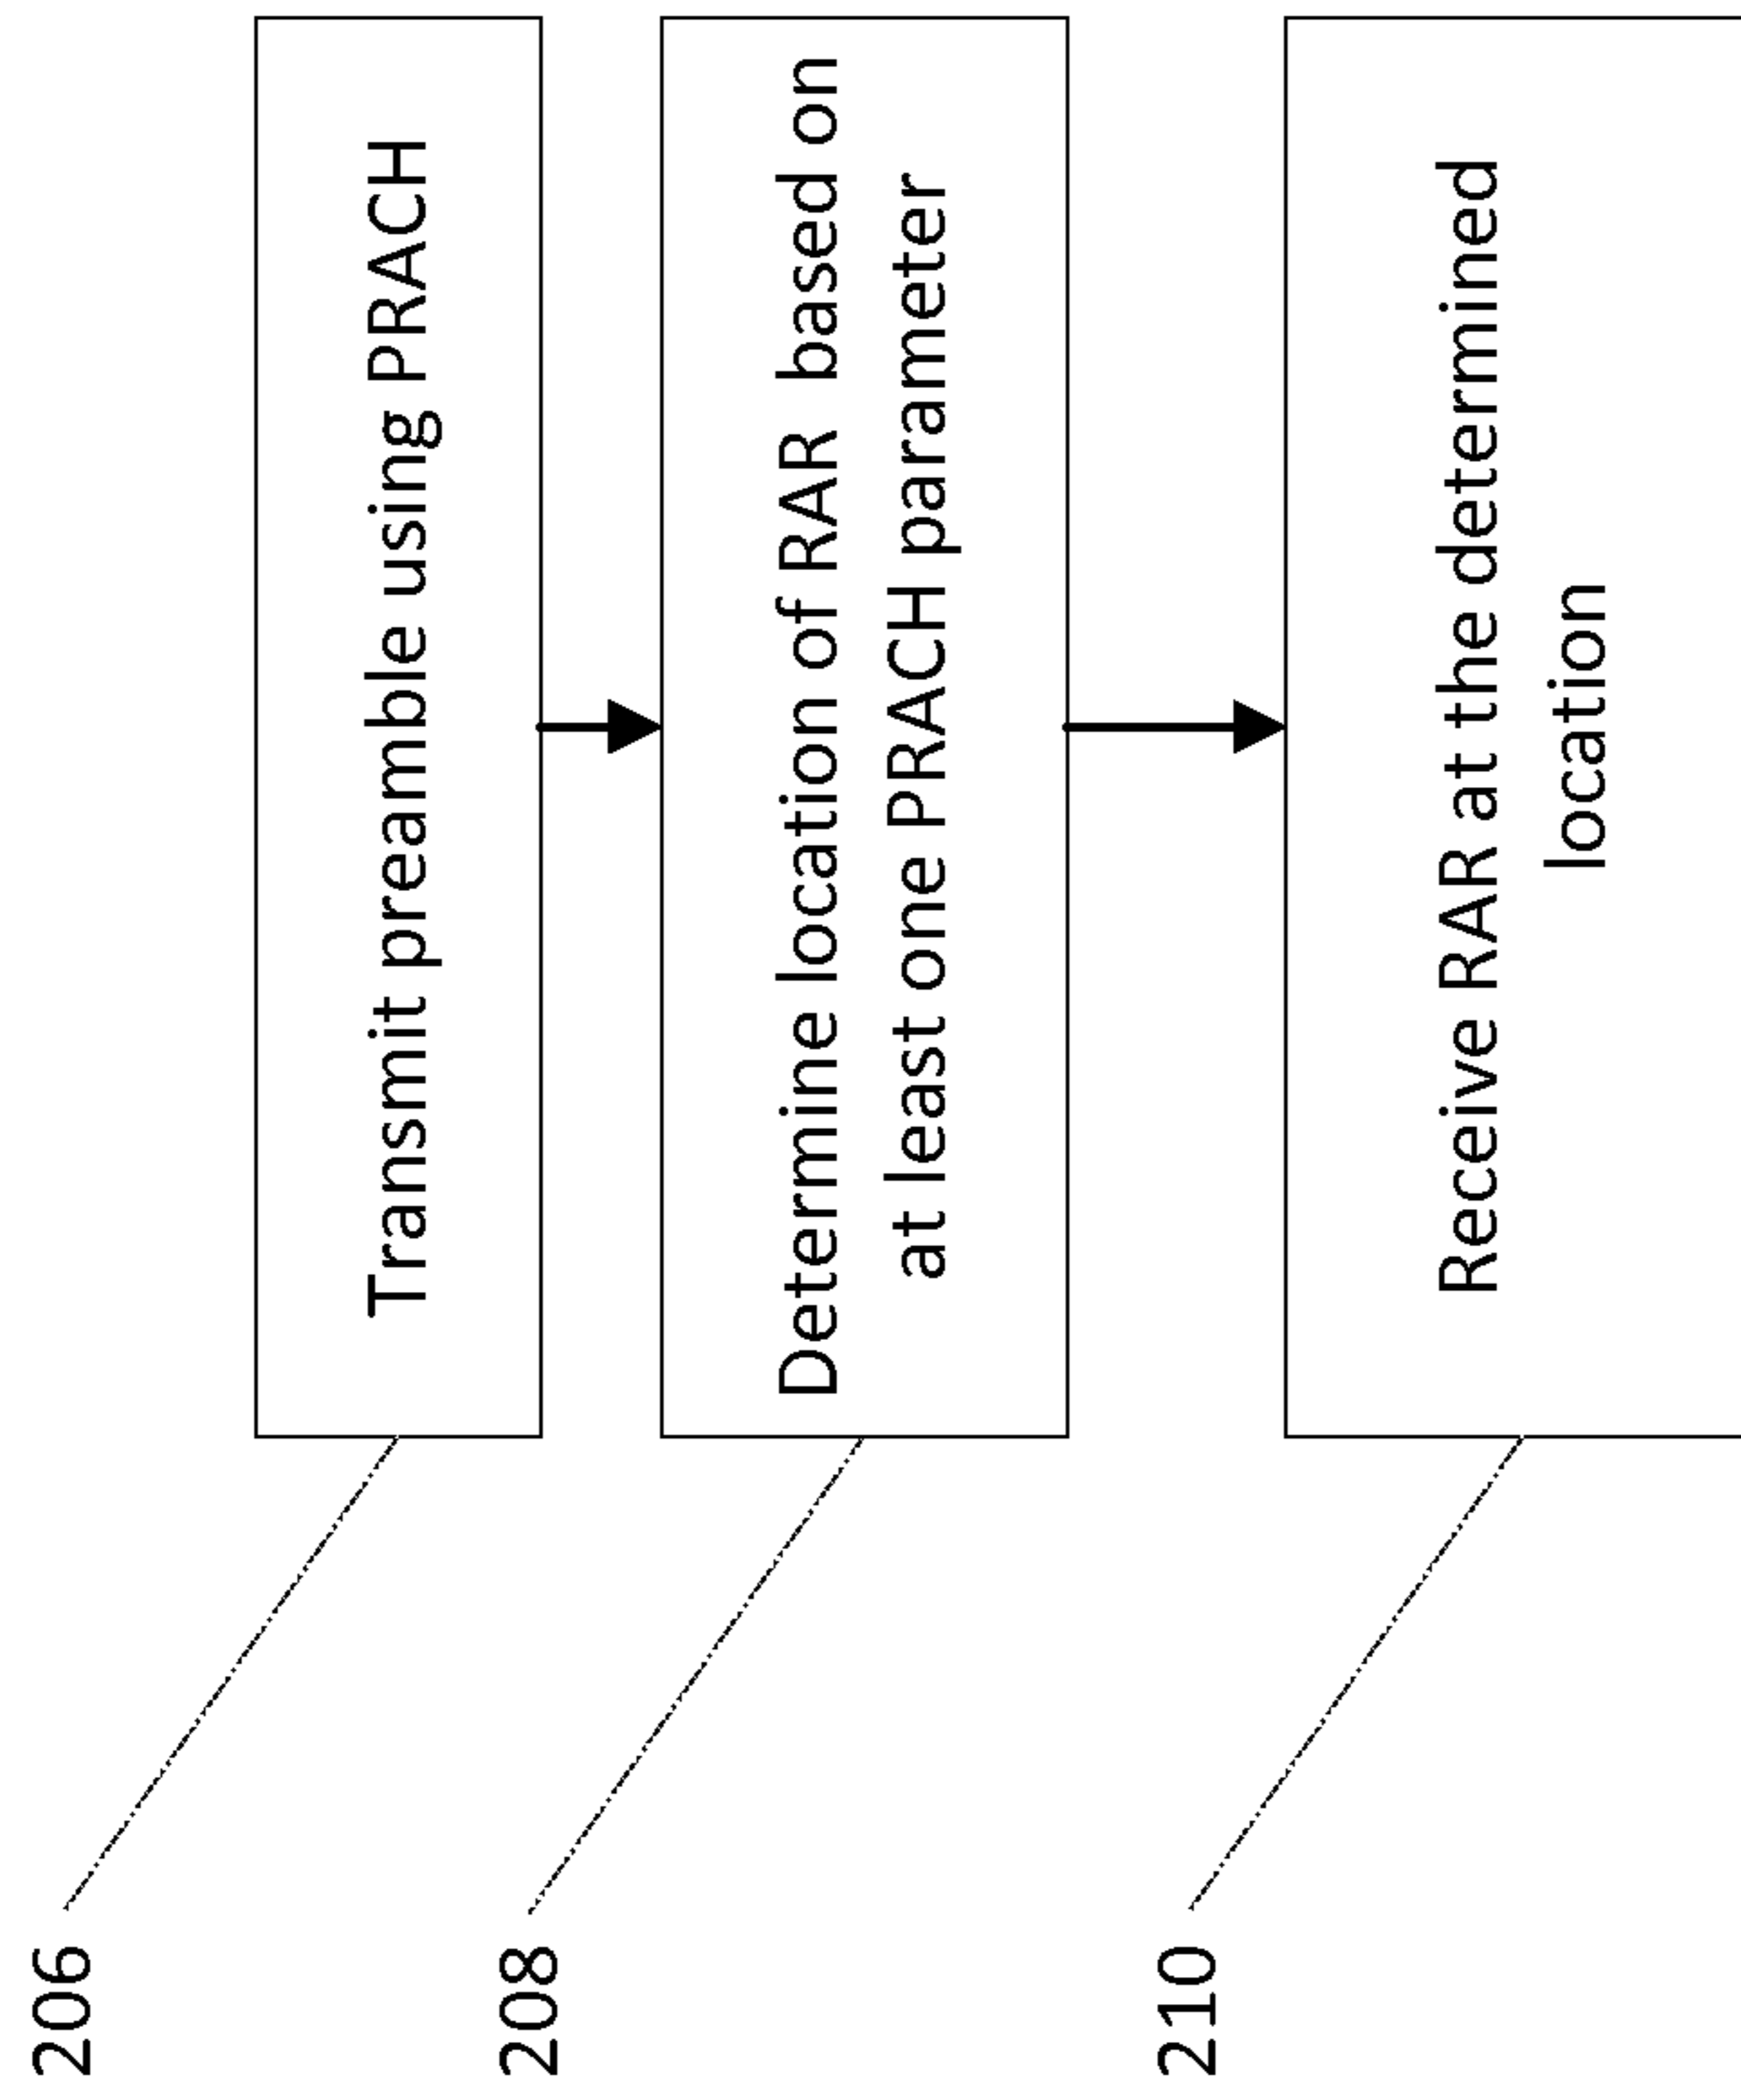 206
Transmit preamble using PRACH
208
Determine location of RAR based on
at least one PRACH parameter
210
Receive RAR at the determined
location